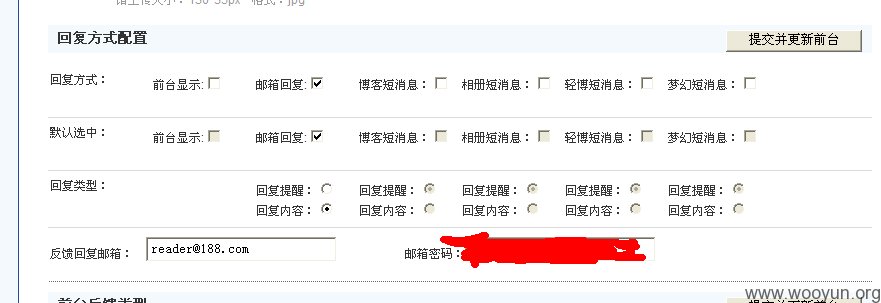 回复方式配置 提交并更新前台
回复方式： 前台显示: 邮箱回复: 博客短消息： 相册短消息： 轻博短消息： 梦幻短消息：
默认选中： 前台显示: 邮箱回复: 博客短消息： 相册短消息： 轻博短消息： 梦幻短消息：
回复类型： 回复提醒： 回复提醒： 回复提醒： 回复提醒： 回复提醒：
回复内容： 回复内容： 回复内容： 回复内容： 回复内容：
反馈回复邮箱： reader@188.com 邮箱密码：
www.wooyun.org